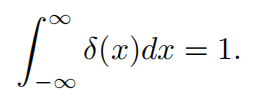 ∫_{-∞}^{∞} δ(x)dx = 1.